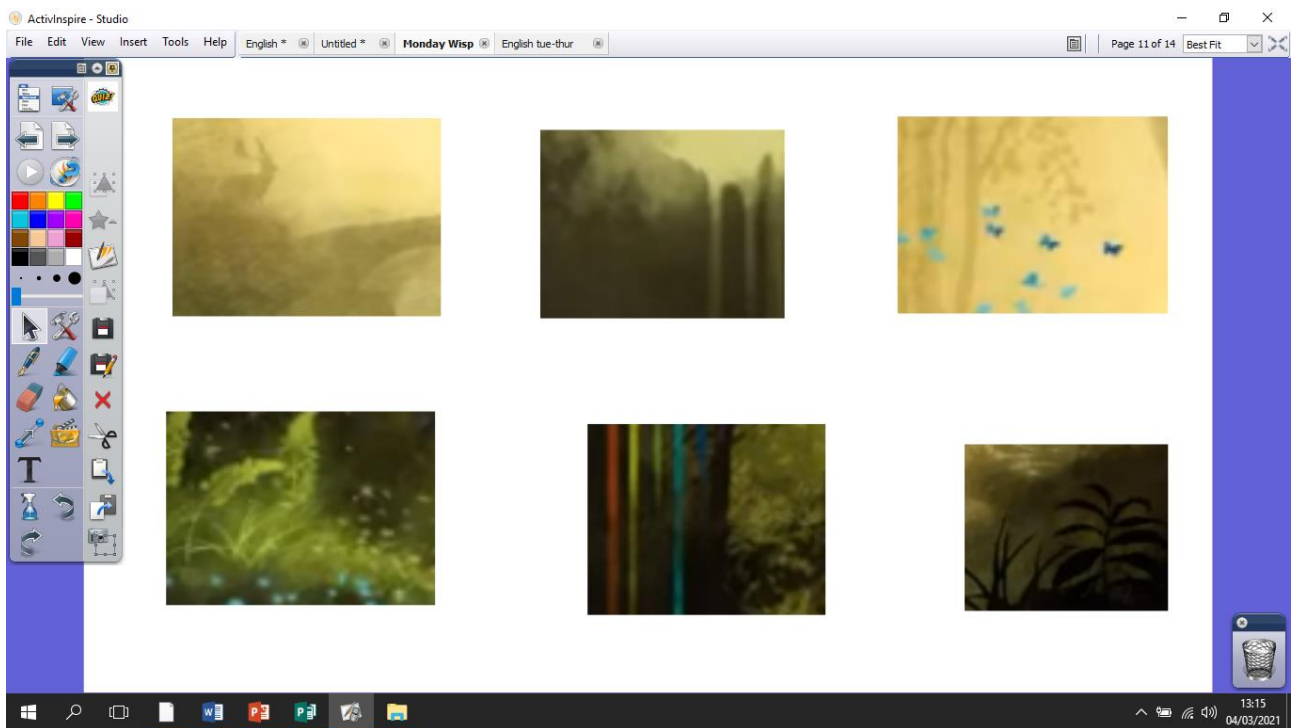 ActivInspire - Studio
File Edit View Insert Tools Help English * Untitled * Monday Wisp English tue-thur Page 11 of 14 Best Fit
QUIZ
T
W P P
13:15
04/03/2021